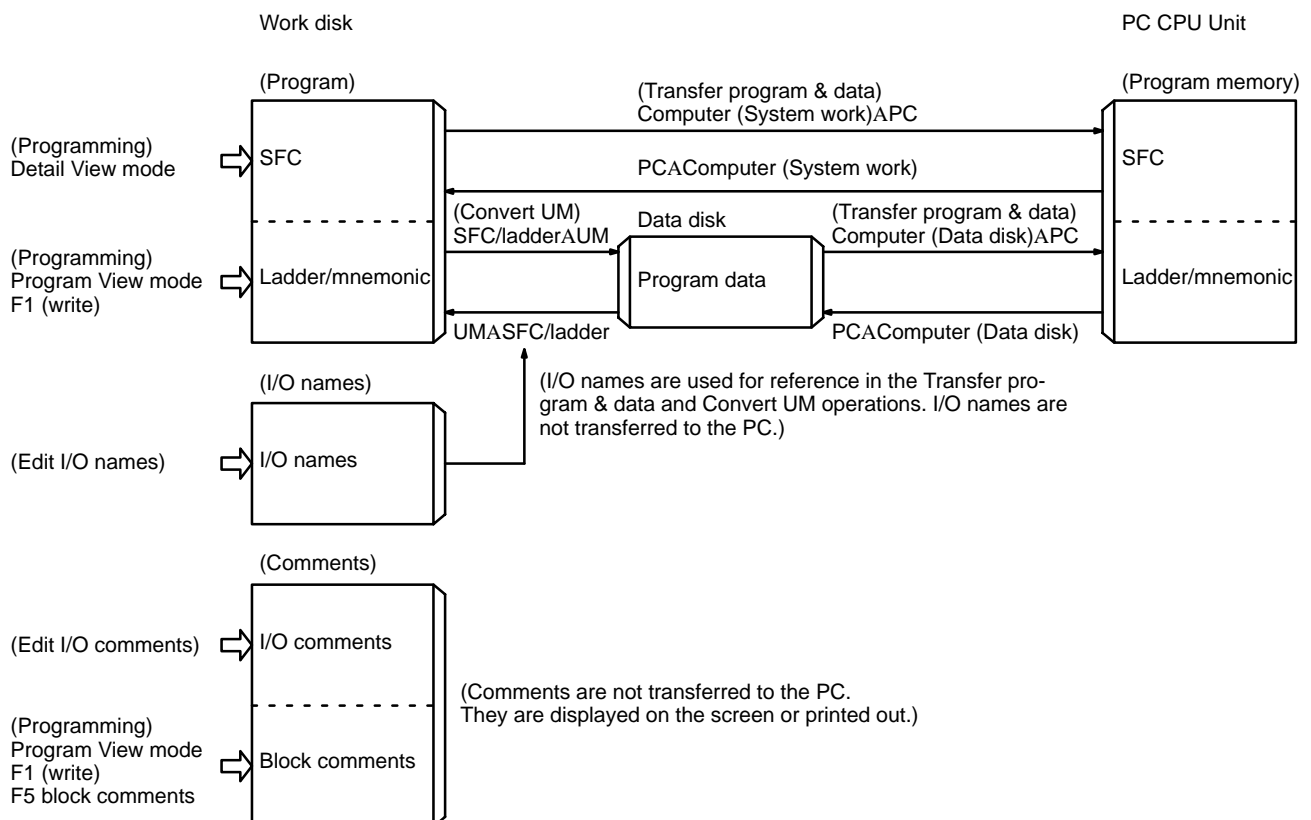 Work disk
PC CPU Unit
(Program)
(Program memory)
(Transfer program & data)
Computer (System work)APC
(Programming)
Detail View mode
SFC
PCAComputer (System work)
SFC
(Convert UM)
SFC/ladderAUM
Data disk
(Transfer program & data)
Computer (Data disk)APC
(Programming)
Program View mode
F1 (write)
Ladder/mnemonic
Program data
Ladder/mnemonic
UMASFC/ladder
PCAComputer (Data disk)
(I/O names)
(I/O names are used for reference in the Transfer pro-
gram & data and Convert UM operations. I/O names are
not transferred to the PC.)
(Edit I/O names)
I/O names
(Comments)
(Edit I/O comments)
I/O comments
(Comments are not transferred to the PC.
They are displayed on the screen or printed out.)
(Programming)
Program View mode
F1 (write)
F5 block comments
Block comments